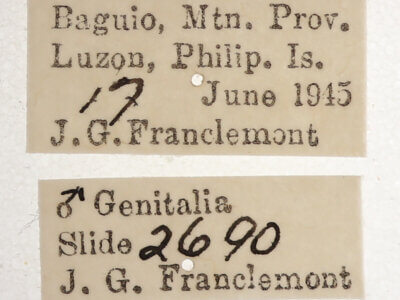 Baguio, Mtn. Prov.
Luzon, Philip. Is.
17 June 1945
J.G.Franclemont
♂ Genitalia
Slide 2690
J. G. Franclemont